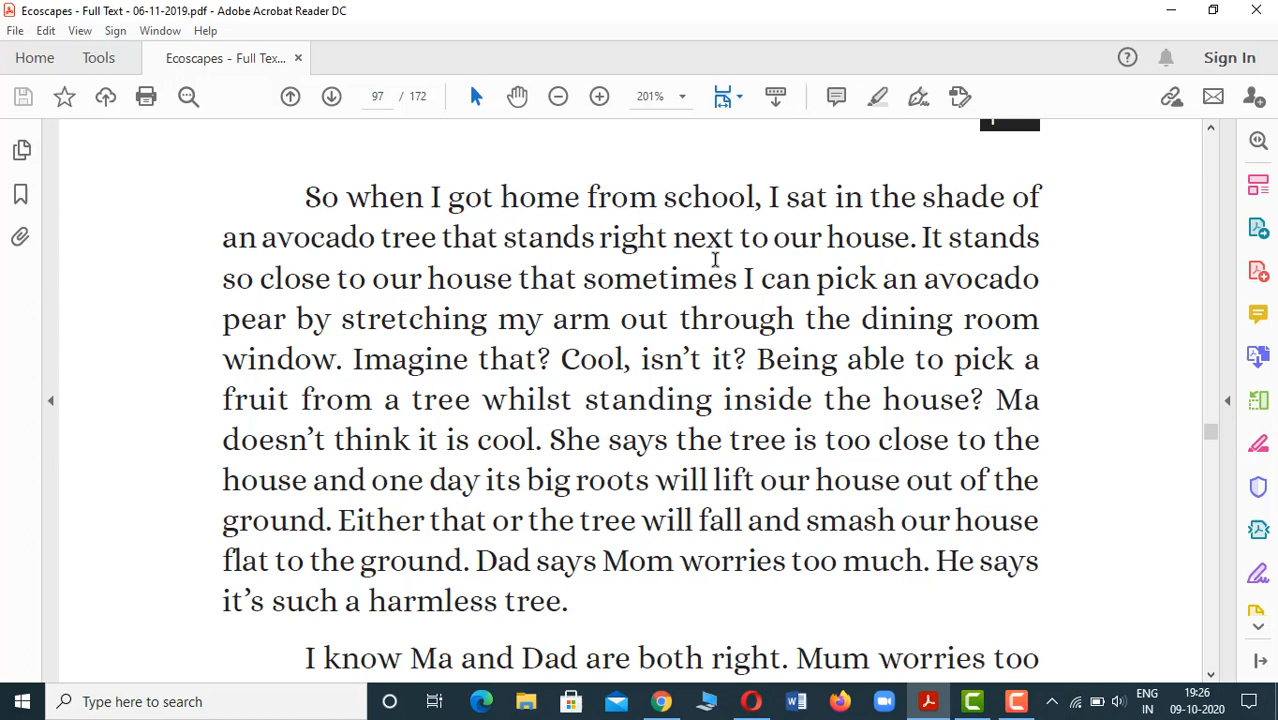 Ecoscapes - Full Text - 06-11-2019.pdf - Adobe Acrobat Reader DC
File Edit View Sign Window Help
Home Tools Ecoscapes - Full Tex... × Sign In
97 / 172 201%
So when I got home from school, I sat in the shade of
an avocado tree that stands right next to our house. It stands
so close to our house that sometimes I can pick an avocado
pear by stretching my arm out through the dining room
window. Imagine that? Cool, isn't it? Being able to pick a
fruit from a tree whilst standing inside the house? Ma
doesn't think it is cool. She says the tree is too close to the
house and one day its big roots will lift our house out of the
ground. Either that or the tree will fall and smash our house
flat to the ground. Dad says Mom worries too much. He says
it's such a harmless tree.
I know Ma and Dad are both right. Mum worries too
Type here to search
ENG 19:26
IN 09-10-2020